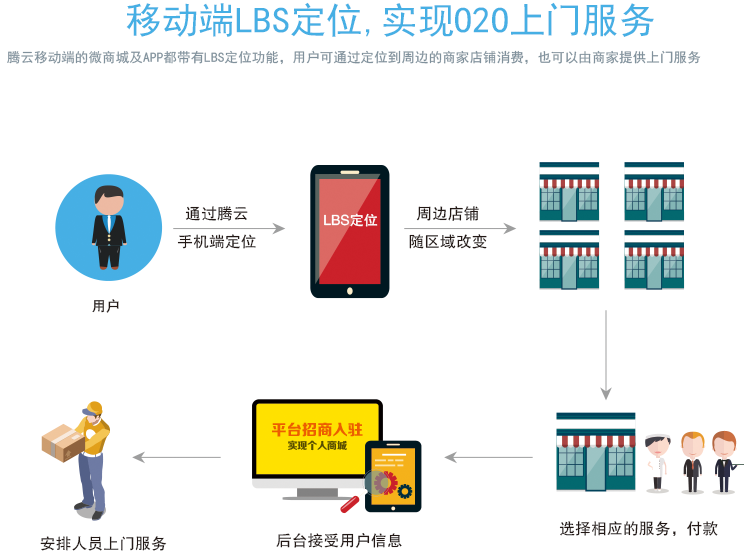 移动端LBS定位,实现O2O上门服务
腾云移动端的微商城及APP都带有LBS定位功能，用户可通过定位到周边的商家店铺消费，也可以由商家提供上门服务
通过腾云
手机端定位
LBS定位
周边店铺
随区域改变
用户
平台招商入驻
实现个人商城
选择相应的服务，付款
后台接受用户信息
安排人员上门服务